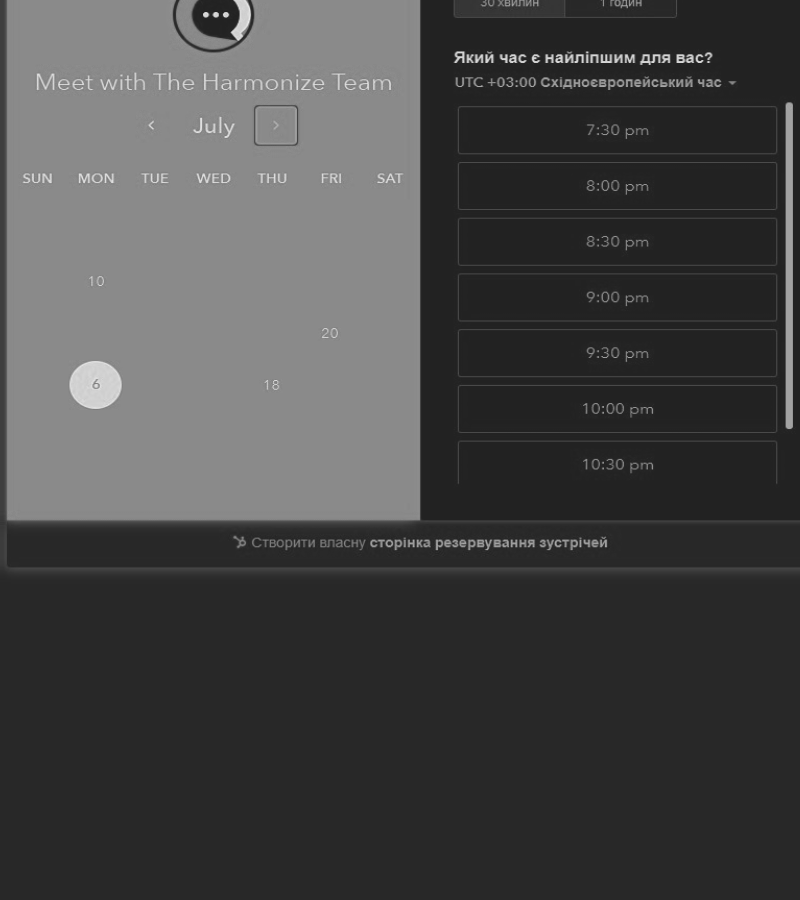 Meet with The Harmonize Team
July
SUN MON TUE WED THU FRI SAT
10
20
6 18
30 хвилин 1 годин
Який час є найліпшим для вас?
UTC +03:00 Східноєвропейський час
7:30 pm
8:00 pm
8:30 pm
9:00 pm
9:30 pm
10:00 pm
10:30 pm
Створити власну сторінка резервування зустрічей